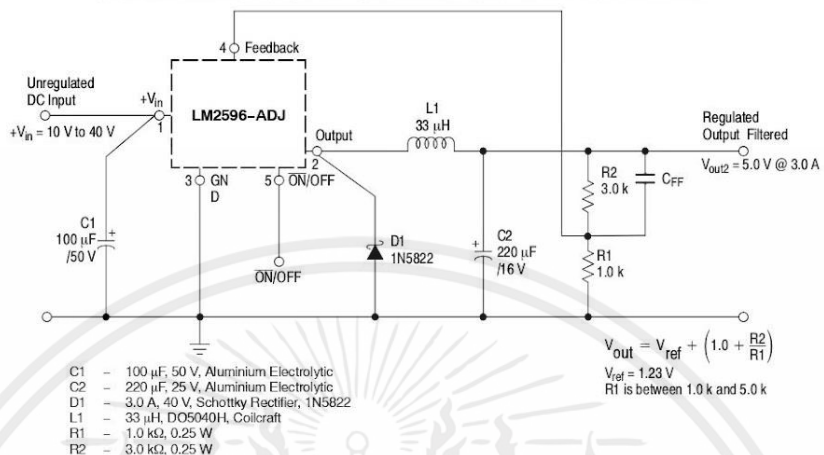 4 Feedback
Unregulated
DC Input
+Vin
1
+Vin = 10 V to 40 V
LM2596-ADJ
Output
2
L1
33 µH
Regulated
Output Filtered
Vout2 = 5.0 V @ 3.0 A
3 GN
D
5 ON/OFF
ON/OFF
C1
100 µF
/50 V
+
D1
1N5822
+
C2
220 µF
/16 V
R2
3.0 k
CFF
R1
1.0 k
Vout = Vref + (1.0 + R2/R1)
Vref = 1.23 V
R1 is between 1.0 k and 5.0 k
C1 – 100 µF, 50 V, Aluminium Electrolytic
C2 – 220 µF, 25 V, Aluminium Electrolytic
D1 – 3.0 A, 40 V, Schottky Rectifier, 1N5822
L1 – 33 µH, DO5040H, Coilcraft
R1 – 1.0 kΩ, 0.25 W
R2 – 3.0 kΩ, 0.25 W